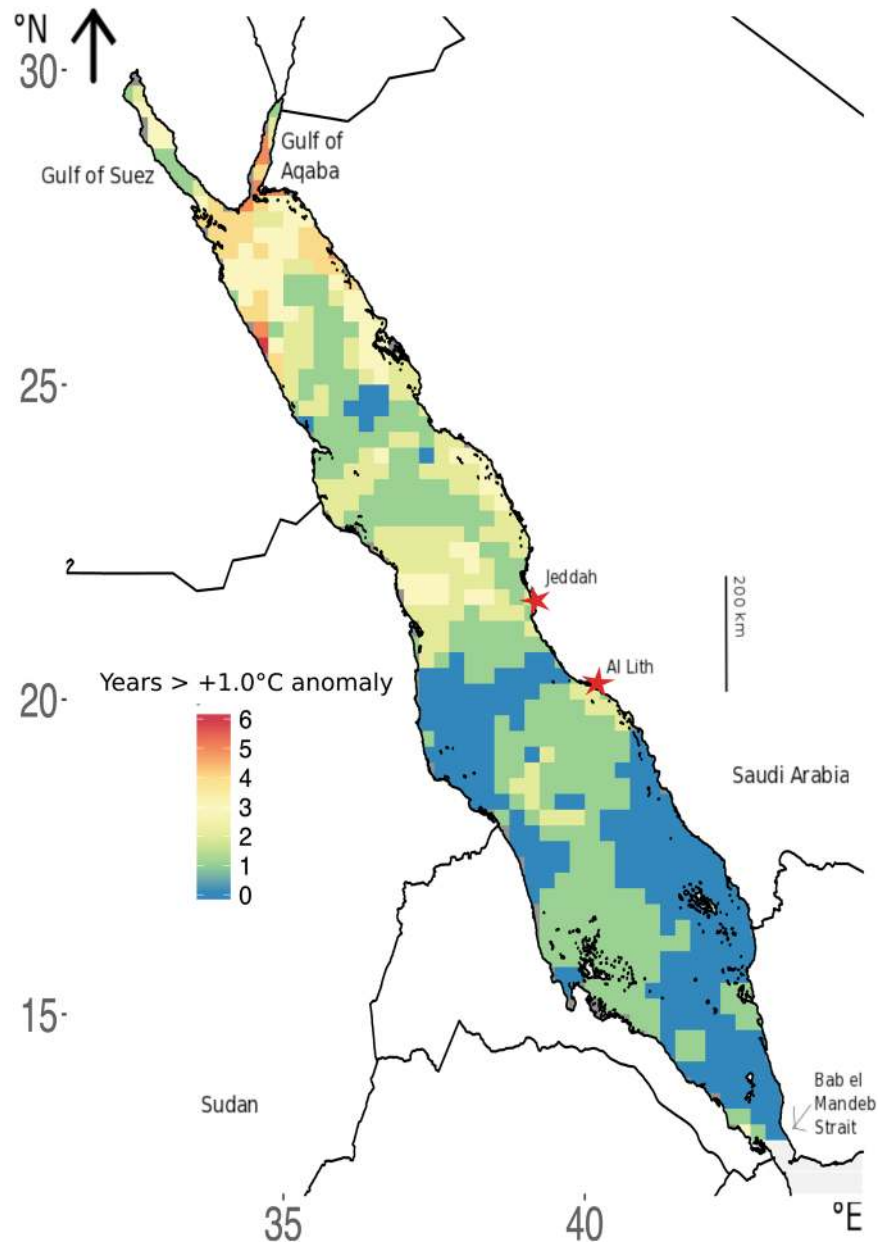 °N
30
Gulf of
Aqaba
Gulf of Suez
25
Jeddah
200 km
Al Lith
Years > +1.0°C anomaly
20
6
5
4
3
2
1
0
Saudi Arabia
15
Sudan
Bab el
Mandeb
Strait
35
40
°E